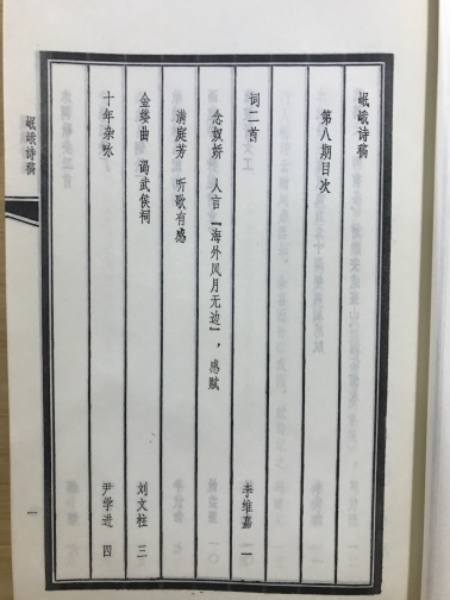 岷峨诗稿
第八期目次
词二首 李维嘉 一
念奴娇 人言『海外风月无边』，感赋
满庭芳 听歌有感
金缕曲 谒武侯祠 刘文柱 三
十年杂咏 尹学进 四
岷峨诗稿
一